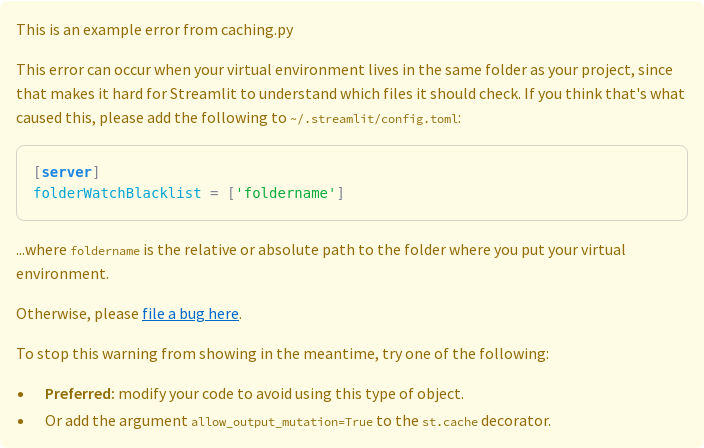 This is an example error from caching.py
This error can occur when your virtual environment lives in the same folder as your project, since
that makes it hard for Streamlit to understand which files it should check. If you think that's what
caused this, please add the following to ~/.streamlit/config.toml:
[server]
folderWatchBlacklist = ['foldername']
...where foldername is the relative or absolute path to the folder where you put your virtual
environment.
Otherwise, please file a bug here.
To stop this warning from showing in the meantime, try one of the following:
• Preferred: modify your code to avoid using this type of object.
• Or add the argument allow_output_mutation=True to the st.cache decorator.